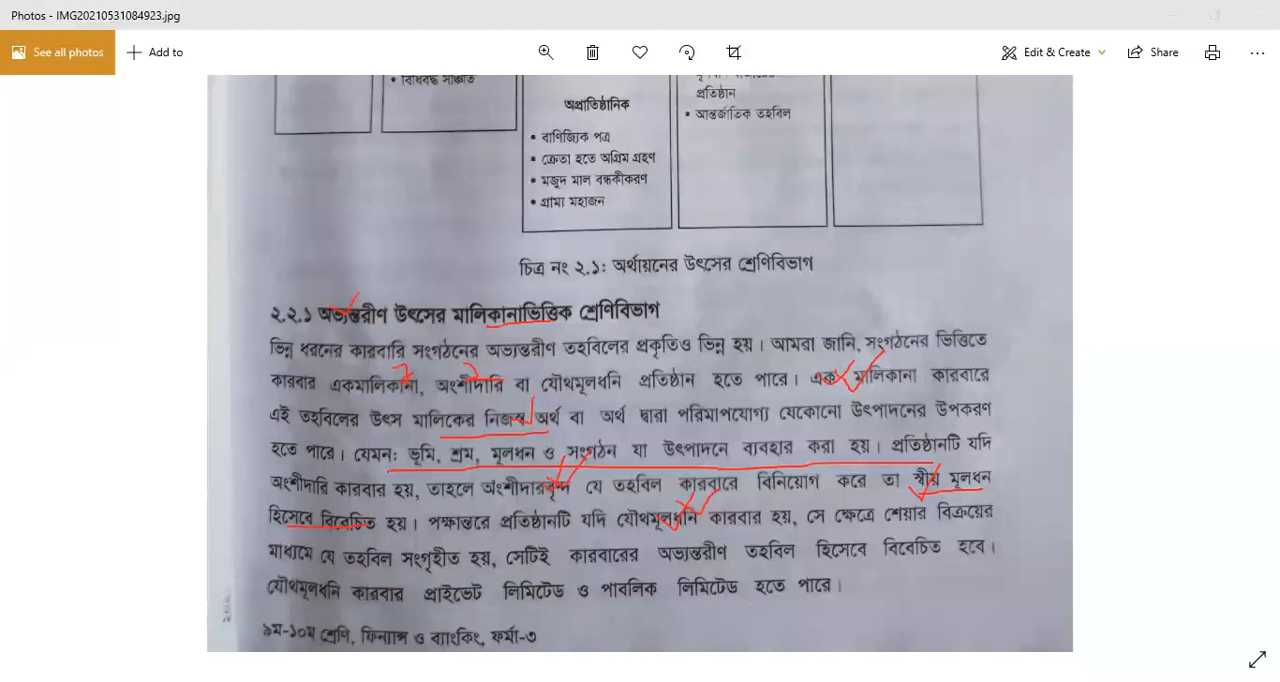 Photos - IMG20210531084923.jpg
See all photos
Add to
Edit & Create
Share
• বিধিবদ্ধ সঞ্চিতি
প্রতিষ্ঠান
• আন্তর্জাতিক তহবিল
অপ্রাতিষ্ঠানিক
• বাণিজ্যিক পত্র
• ক্রেতা হতে অগ্রিম গ্রহণ
• মজুদ মাল বন্ধকীকরণ
• গ্রাম্য মহাজন
চিত্র নং ২.১: অর্থায়নের উৎসের শ্রেণিবিভাগ
২.২.১ অভ্যন্তরীণ উৎসের মালিকানাভিত্তিক শ্রেণিবিভাগ
ভিন্ন ধরনের কারবারি সংগঠনের অভ্যন্তরীণ তহবিলের প্রকৃতিও ভিন্ন হয়। আমরা জানি, সংগঠনের ভিত্তিতে
কারবার একমালিকানা, অংশীদারি বা যৌথমূলধনি প্রতিষ্ঠান হতে পারে। এক মালিকানা কারবারে
এই তহবিলের উৎস মালিকের নিজস্ব অর্থ বা অর্থ দ্বারা পরিমাপযোগ্য যেকোনো উৎপাদনের উপকরণ
হতে পারে। যেমন: ভূমি, শ্রম, মূলধন ও সংগঠন যা উৎপাদনে ব্যবহার করা হয়। প্রতিষ্ঠানটি যদি
অংশীদারি কারবার হয়, তাহলে অংশীদারবৃন্দ যে তহবিল কারবারে বিনিয়োগ করে তা স্বীয় মূলধন
হিসেবে বিবেচিত হয়। পক্ষান্তরে প্রতিষ্ঠানটি যদি যৌথমূলধনি কারবার হয়, সে ক্ষেত্রে শেয়ার বিক্রয়ের
মাধ্যমে যে তহবিল সংগৃহীত হয়, সেটিই কারবারের অভ্যন্তরীণ তহবিল হিসেবে বিবেচিত হবে।
যৌথমূলধনি কারবার প্রাইভেট লিমিটেড ও পাবলিক লিমিটেড হতে পারে।
৯ম-১০ম শ্রেণি, ফিন্যান্স ও ব্যাংকিং, ফর্মা-৩